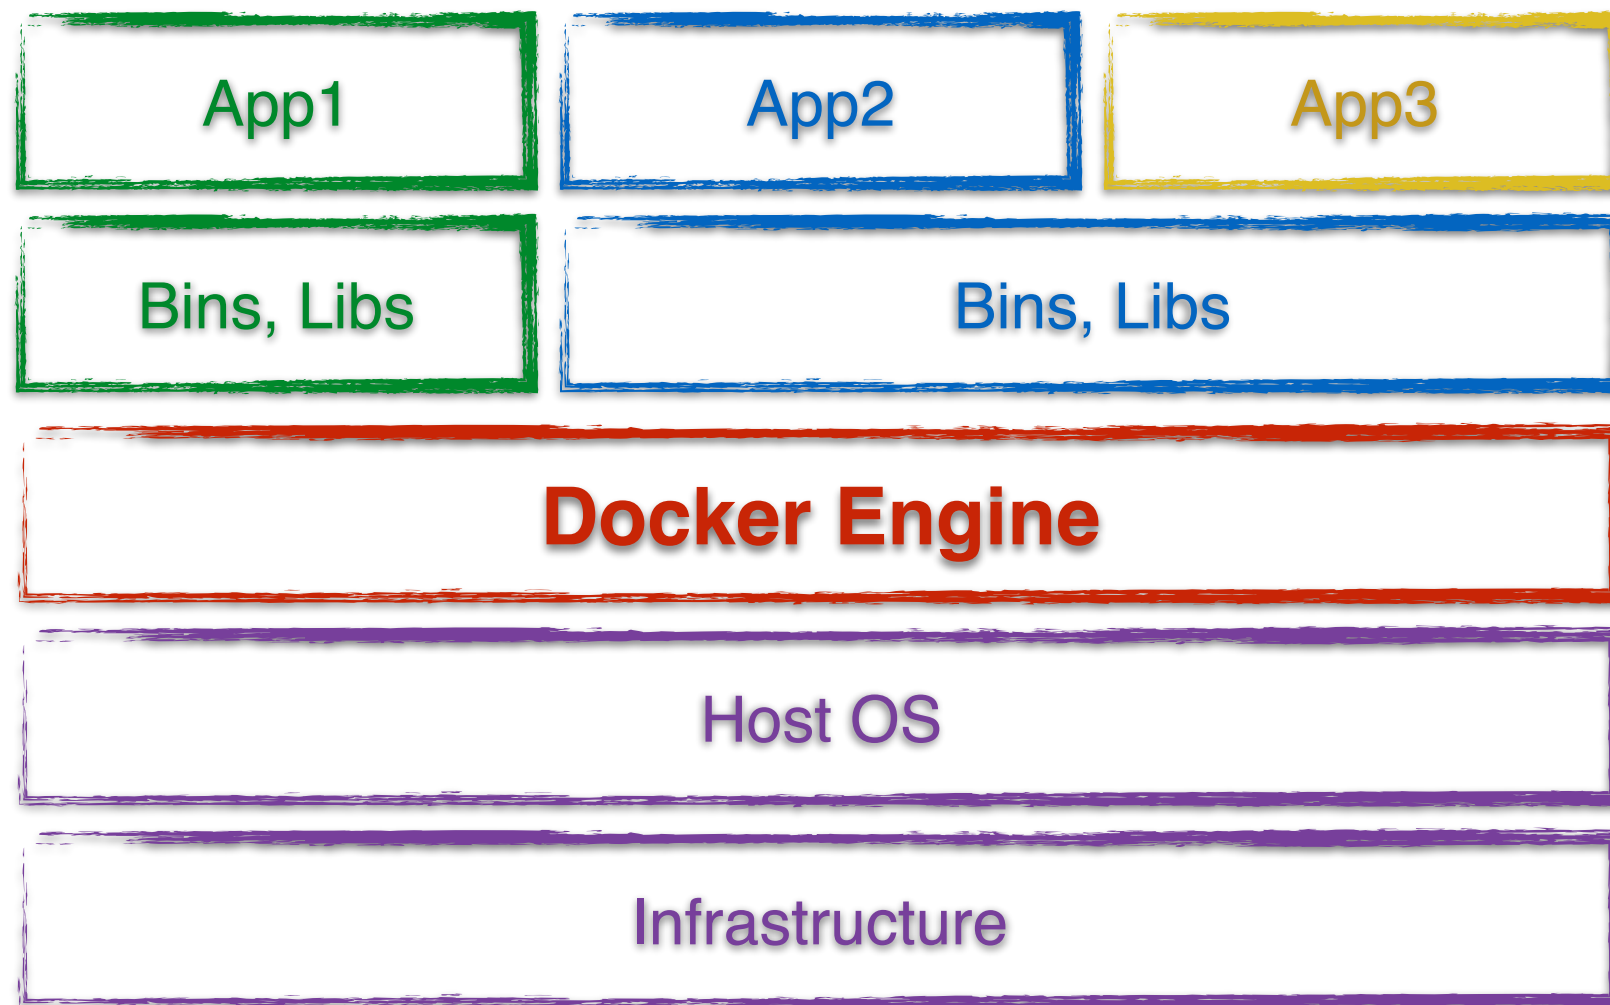 App1
App2
App3
Bins, Libs
Bins, Libs
Docker Engine
Host OS
Infrastructure